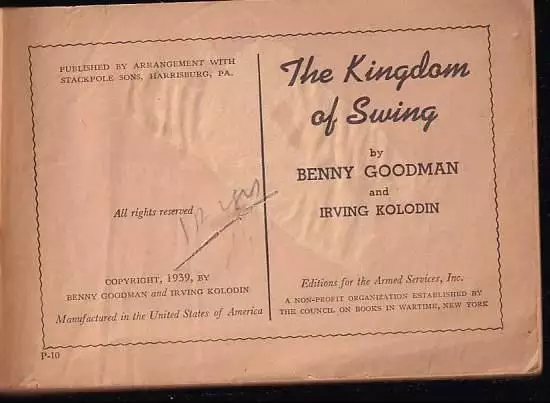 PUBLISHED BY ARRANGEMENT WITH
STACKPOLE SONS, HARRISBURG, PA.
All rights reserved
COPYRIGHT, 1939, BY
BENNY GOODMAN and IRVING KOLODIN
Manufactured in the United States of America
P-10
The Kingdom
of Swing
by
BENNY GOODMAN
and
IRVING KOLODIN
Editions for the Armed Services, Inc.
A NON-PROFIT ORGANIZATION ESTABLISHED BY
THE COUNCIL ON BOOKS IN WARTIME, NEW YORK